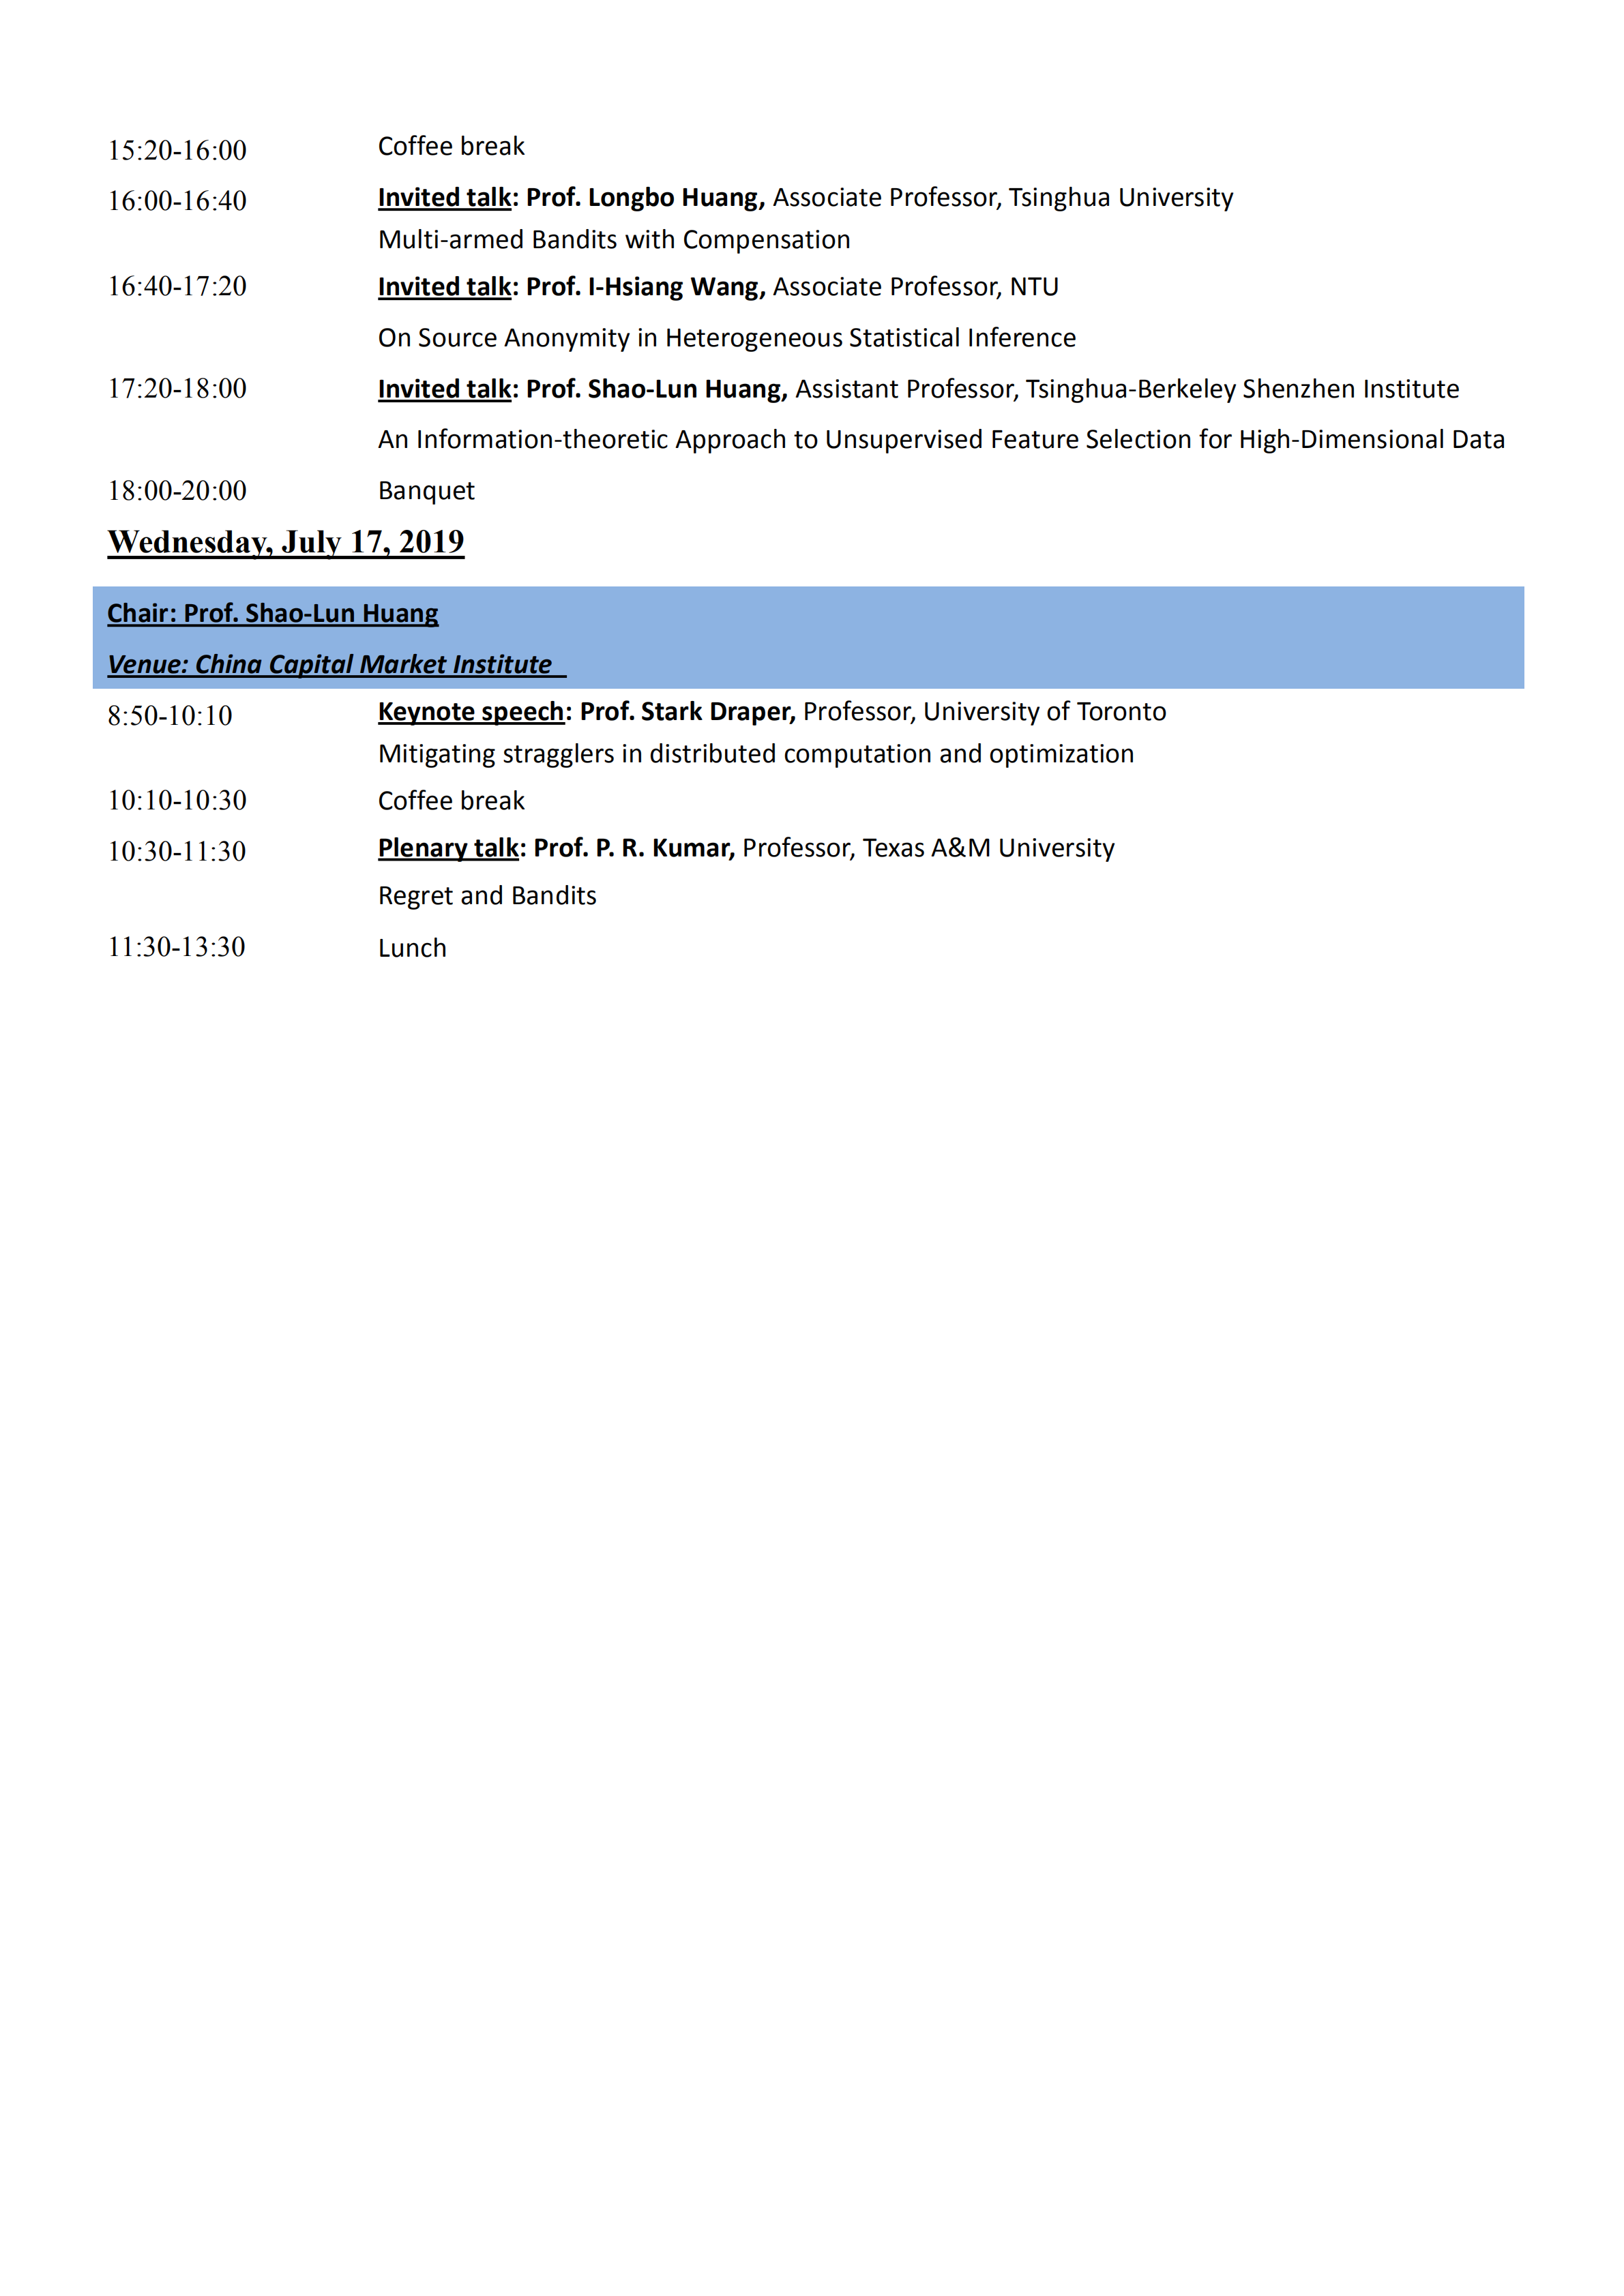 15:20-16:00 Coffee break
16:00-16:40 Invited talk: Prof. Longbo Huang, Associate Professor, Tsinghua University
Multi-armed Bandits with Compensation
16:40-17:20 Invited talk: Prof. I-Hsiang Wang, Associate Professor, NTU
On Source Anonymity in Heterogeneous Statistical Inference
17:20-18:00 Invited talk: Prof. Shao-Lun Huang, Assistant Professor, Tsinghua-Berkeley Shenzhen Institute
An Information-theoretic Approach to Unsupervised Feature Selection for High-Dimensional Data
18:00-20:00 Banquet
Wednesday, July 17, 2019
Chair: Prof. Shao-Lun Huang
Venue: China Capital Market Institute
8:50-10:10 Keynote speech: Prof. Stark Draper, Professor, University of Toronto
Mitigating stragglers in distributed computation and optimization
10:10-10:30 Coffee break
10:30-11:30 Plenary talk: Prof. P. R. Kumar, Professor, Texas A&M University
Regret and Bandits
11:30-13:30 Lunch